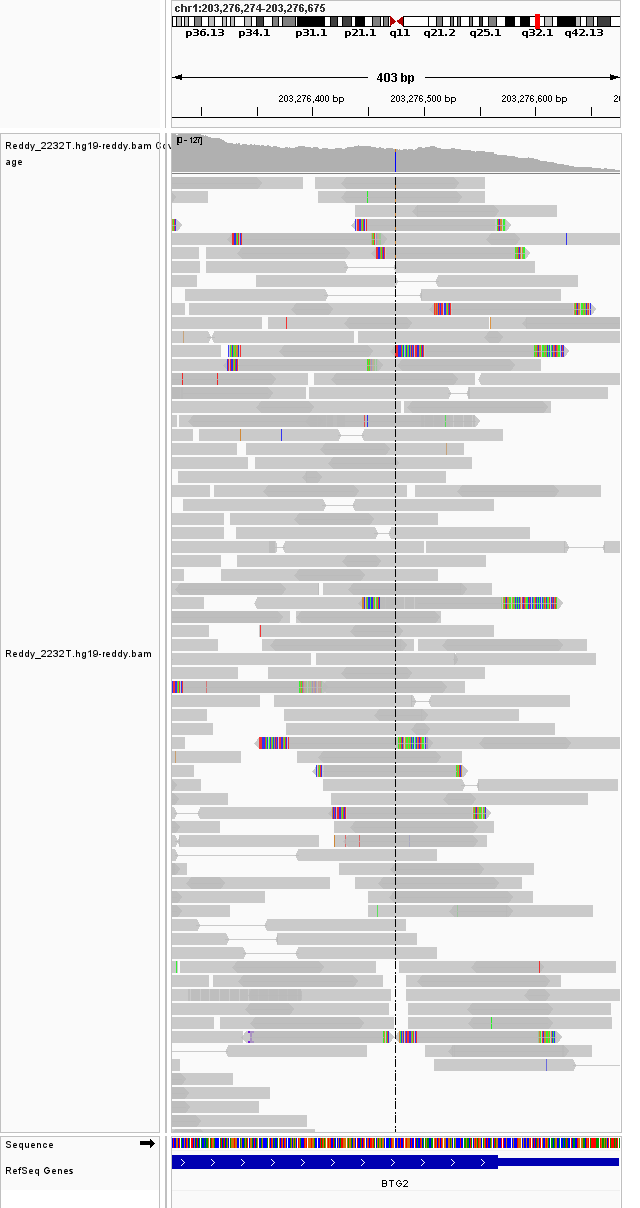 chr1:203,276,274-203,276,675
p36.13 p34.1 p31.1 p21.1 q11 q21.2 q25.1 q32.1 q42.13
403 bp
203,276,400 bp 203,276,500 bp 203,276,600 bp 20
Reddy_2232T.hg19-reddy.bam Cov
age
[0 - 127]
Reddy_2232T.hg19-reddy.bam
Sequence
RefSeq Genes
BTG2